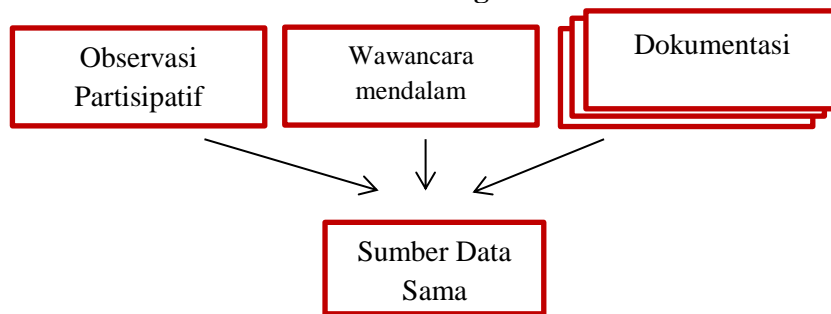 Observasi
Partisipatif
Wawancara
mendalam
Dokumentasi
Sumber Data
Sama